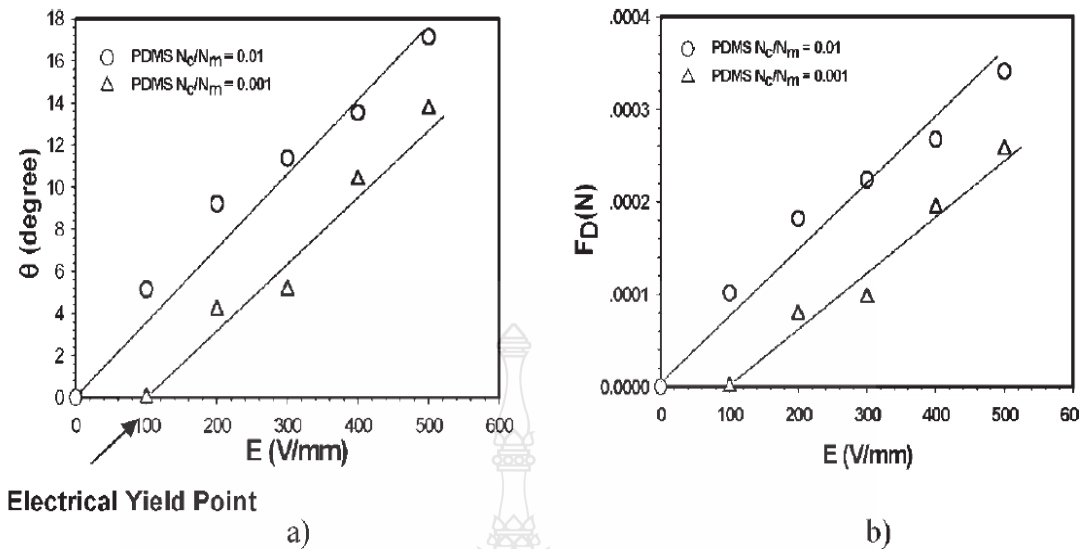 18
16
14
12
10
8
6
4
2
0
θ (degree)
PDMS Nc/Nm = 0.01
PDMS Nc/Nm = 0.001
0 100 200 300 400 500 600
E (V/mm)
Electrical Yield Point
a)
.0004
.0003
.0002
.0001
0.0000
FD(N)
PDMS Nc/Nm = 0.01
PDMS Nc/Nm = 0.001
0 100 200 300 400 500 60
E (V/mm)
b)